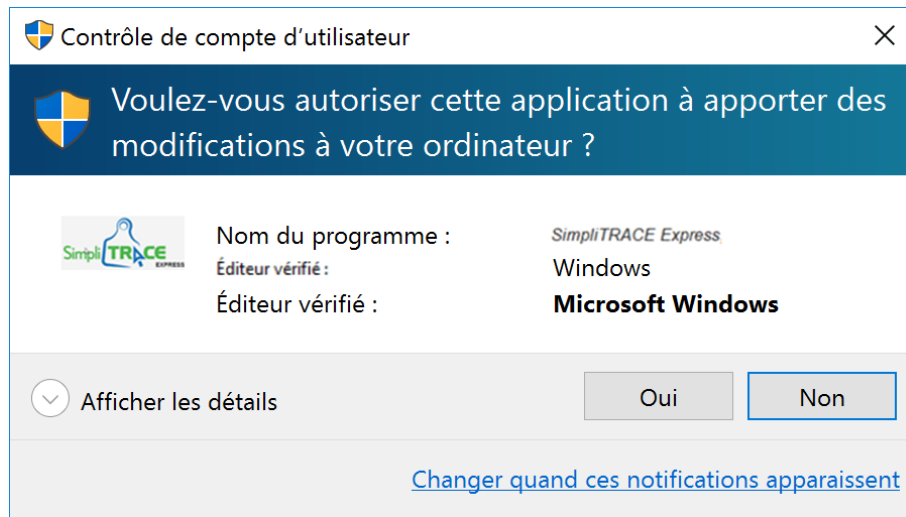 Contrôle de compte d’utilisateur
Voulez-vous autoriser cette application à apporter des
modifications à votre ordinateur ?
Simpli TRACE
EXPRESS
Nom du programme : SimpliTRACE Express
Éditeur vérifié : Windows
Éditeur vérifié : Microsoft Windows
Afficher les détails
Oui Non
Changer quand ces notifications apparaissent